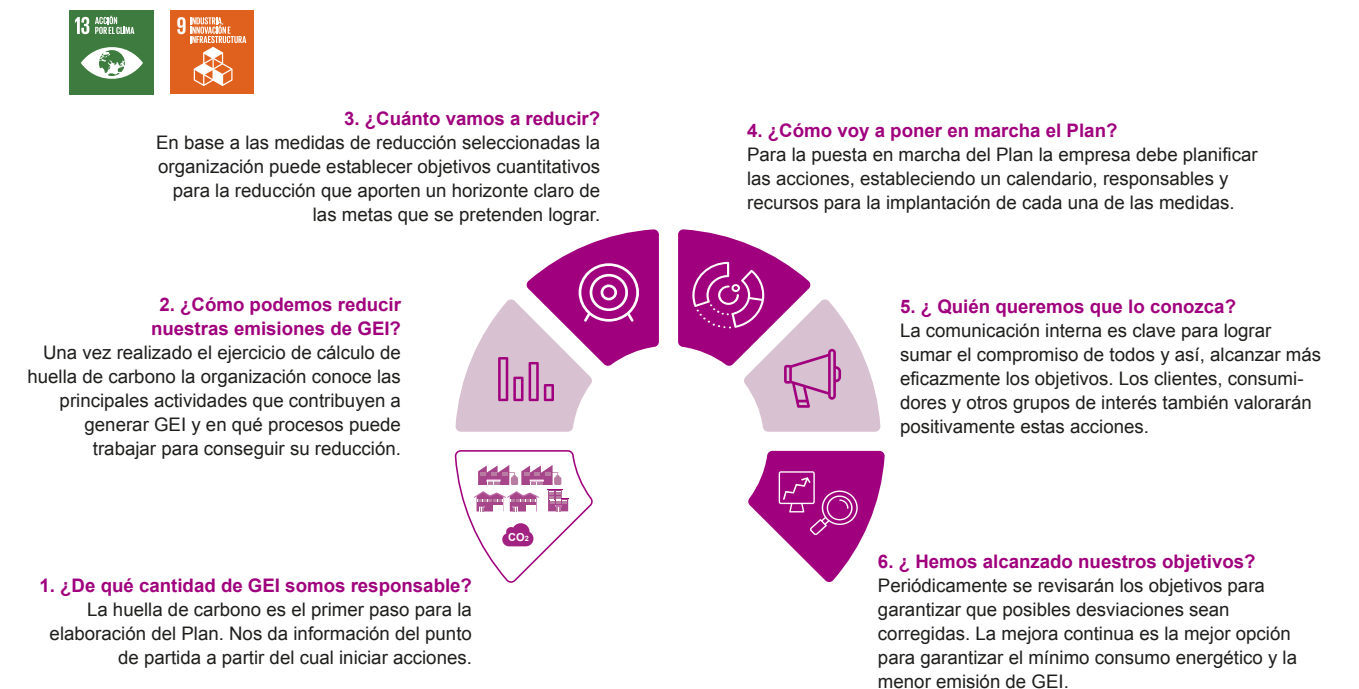 13 ACCIÓN
POR EL CLIMA
9 INDUSTRIA,
INNOVACIÓN E
INFRAESTRUCTURA
3. ¿Cuánto vamos a reducir?
En base a las medidas de reducción seleccionadas la
organización puede establecer objetivos cuantitativos
para la reducción que aporten un horizonte claro de
las metas que se pretenden lograr.
4. ¿Cómo voy a poner en marcha el Plan?
Para la puesta en marcha del Plan la empresa debe planificar
las acciones, estableciendo un calendario, responsables y
recursos para la implantación de cada una de las medidas.
2. ¿Cómo podemos reducir
nuestras emisiones de GEI?
Una vez realizado el ejercicio de cálculo de
huella de carbono la organización conoce las
principales actividades que contribuyen a
generar GEI y en qué procesos puede
trabajar para conseguir su reducción.
5. ¿ Quién queremos que lo conozca?
La comunicación interna es clave para lograr
sumar el compromiso de todos y así, alcanzar más
eficazmente los objetivos. Los clientes, consumi-
dores y otros grupos de interés también valorarán
positivamente estas acciones.
CO2
1. ¿De qué cantidad de GEI somos responsable?
La huella de carbono es el primer paso para la
elaboración del Plan. Nos da información del punto
de partida a partir del cual iniciar acciones.
6. ¿ Hemos alcanzado nuestros objetivos?
Periódicamente se revisarán los objetivos para
garantizar que posibles desviaciones sean
corregidas. La mejora continua es la mejor opción
para garantizar el mínimo consumo energético y la
menor emisión de GEI.